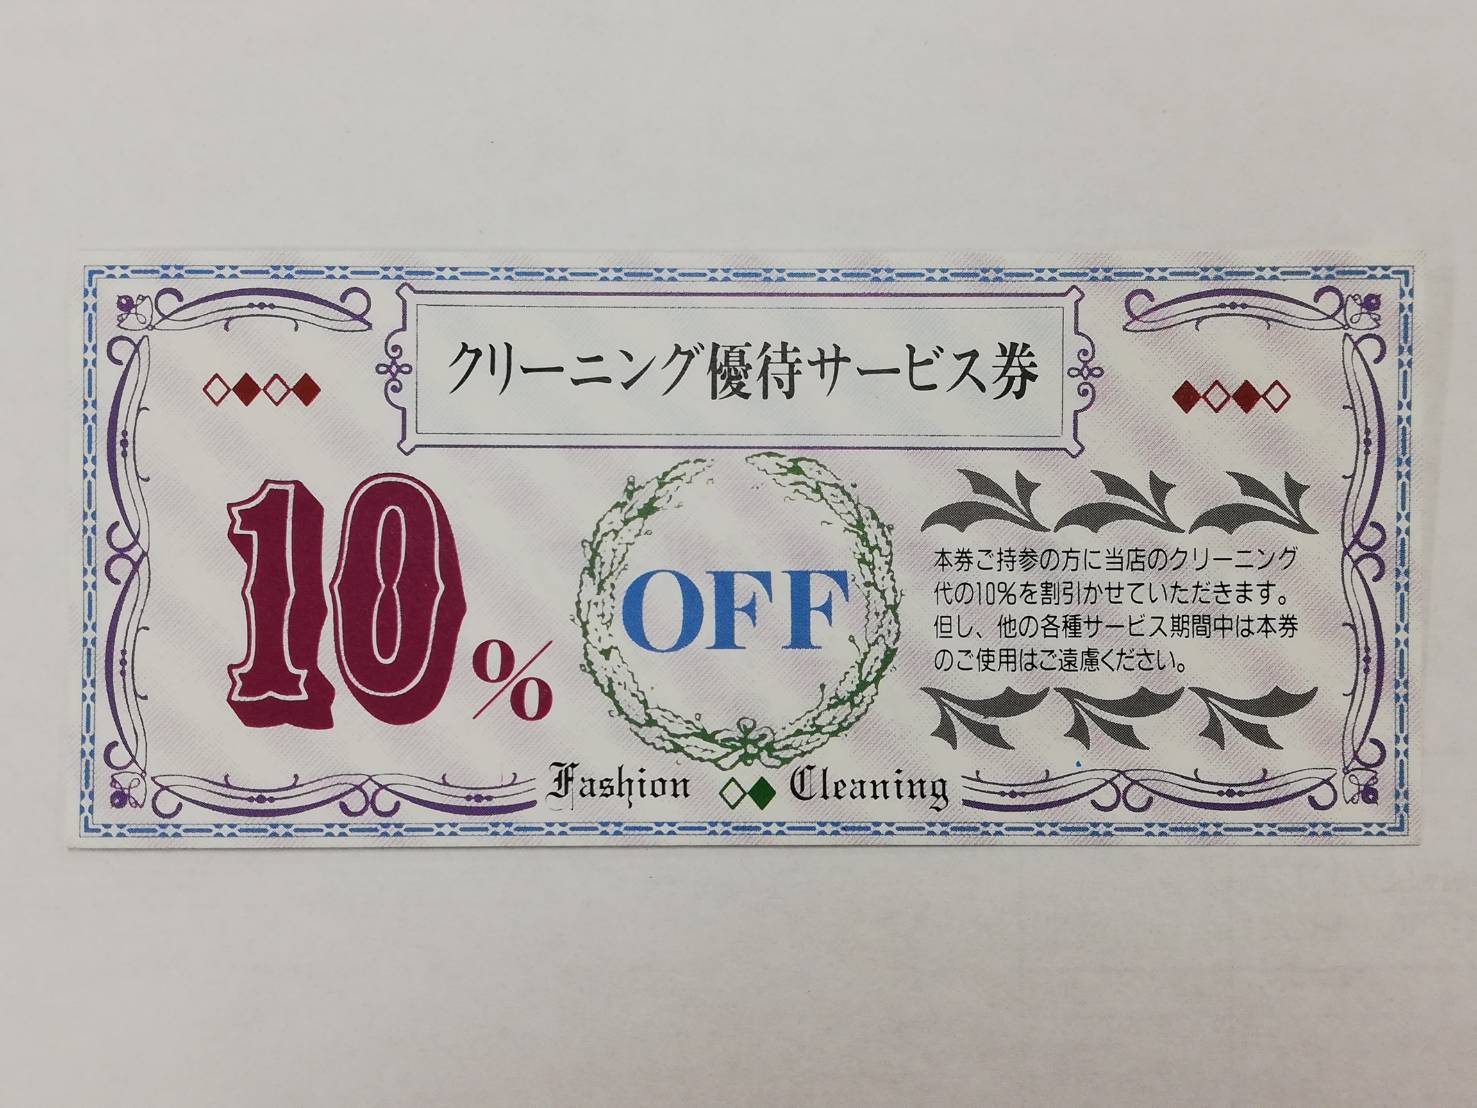 クリーニング優待サービス券
10%
OFF
本券ご持参の方に当店のクリーニング
代の10%を割引かせていただきます。
但し、他の各種サービス期間中は本券
のご使用はご遠慮ください。
Fashion Cleaning